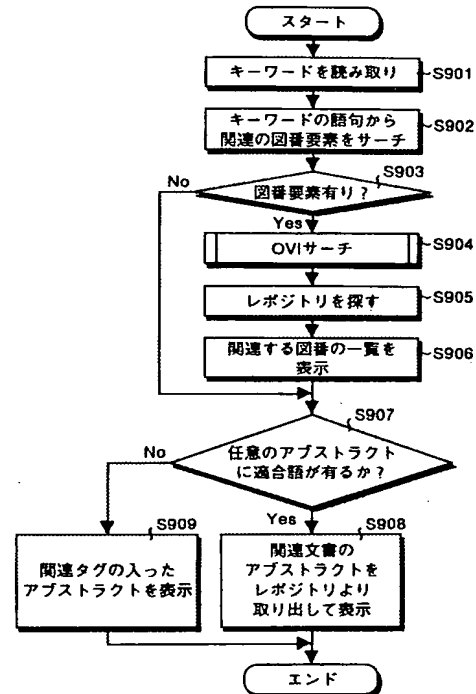 スタート
キーワードを読み取り
S901
キーワードの語句から
関連の図番要素をサーチ
S902
S903
No
図番要素有り？
Yes
OVIサーチ
S904
レポジトリを探す
S905
関連する図番の一覧を
表示
S906
S907
No
任意のアブストラクト
に適合語が有るか？
Yes
S909
S908
関連タグの入った
アブストラクトを表示
関連文書の
アブストラクトを
レポジトリより
取り出して表示
エンド